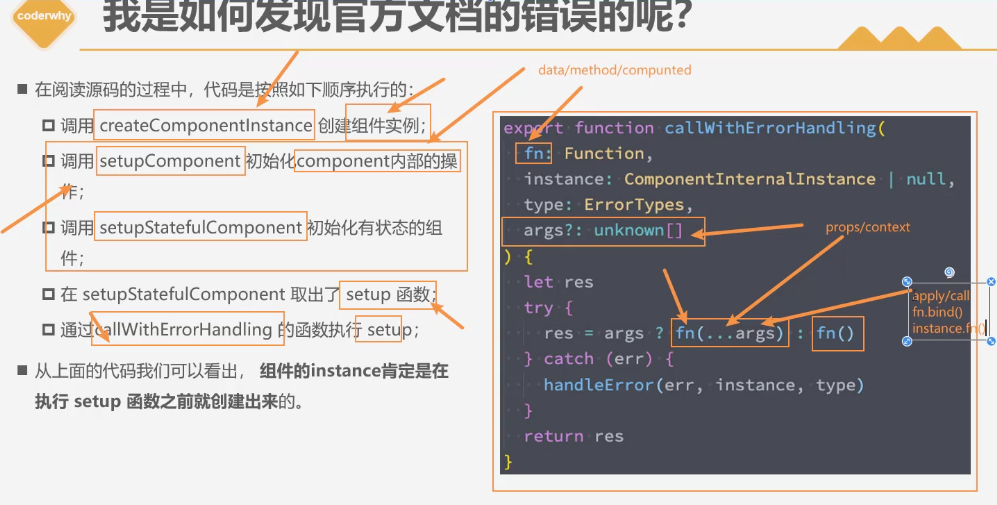 coderwhy
我是如何发现官方文档的错误的呢?
data/method/compunted
在阅读源码的过程中，代码是按照如下顺序执行的：
调用 createComponentInstance 创建组件实例；
调用 setupComponent 初始化component内部的操
作；
调用 setupStatefulComponent 初始化有状态的组
件；
在 setupStatefulComponent 取出了 setup 函数；
通过callWithErrorHandling 的函数执行 setup；
从上面的代码我们可以看出， 组件的instance肯定是在
执行 setup 函数之前就创建出来的。
export function callWithErrorHandling(
fn: Function,
instance: ComponentInternalInstance | null,
type: ErrorTypes,
args?: unknown[]
props/context
) {
let res
try {
res = args ? fn(...args) : fn()
} catch (err) {
handleError(err, instance, type)
}
return res
}
apply/call
fn.bind()
instance.fn()